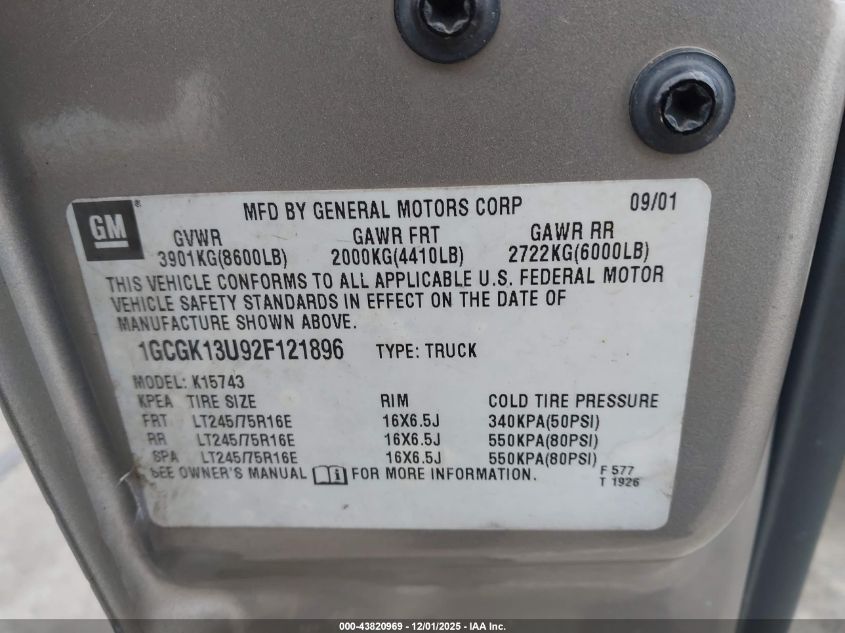 GM
MFD BY GENERAL MOTORS CORP 09/01
GVWR GAWR FRT GAWR RR
3901KG(8600LB) 2000KG(4410LB) 2722KG(6000LB)
THIS VEHICLE CONFORMS TO ALL APPLICABLE U.S. FEDERAL MOTOR
VEHICLE SAFETY STANDARDS IN EFFECT ON THE DATE OF
MANUFACTURE SHOWN ABOVE.
1GCGK13U92F121896 TYPE: TRUCK
MODEL: K15743
KPEA TIRE SIZE RIM COLD TIRE PRESSURE
FRT LT245/75R16E 16X6.5J 340KPA(50PSI)
RR LT245/75R16E 16X6.5J 550KPA(80PSI)
SPA LT245/75R16E 16X6.5J 550KPA(80PSI)
SEE OWNER'S MANUAL FOR MORE INFORMATION. F 577
T 1926
000-43820969 - 12/01/2025 - IAA Inc.